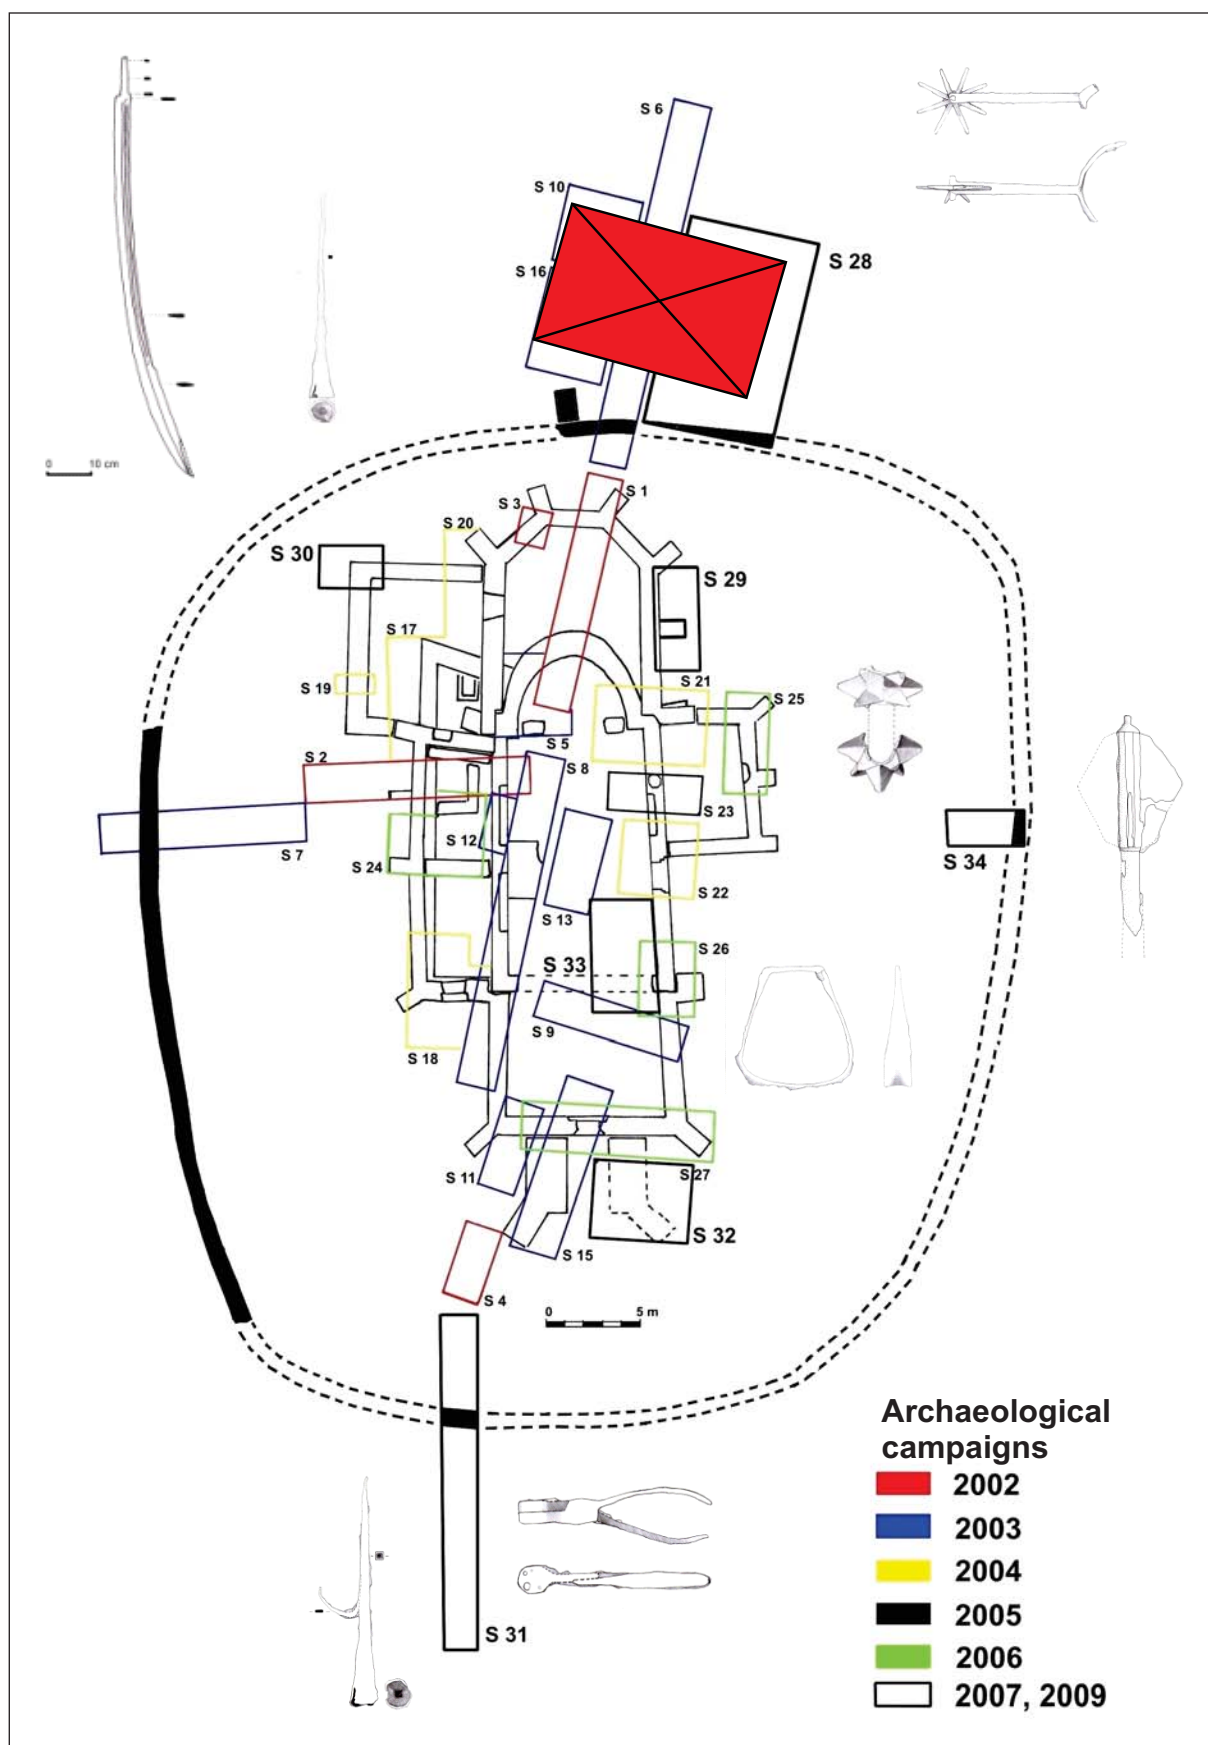 S 6
S 10
S 28
S 16
0 10 cm
S 1
S 3
S 20
S 30
S 29
S 17
S 19
S 21
S 25
S 5
S 2
S 8
S 23
S 12
S 7
S 24
S 34
S 22
S 13
S 26
S 33
S 9
S 18
S 11
S 27
S 32
S 15
S 4
0 5 m
Archaeological
campaigns
2002
2003
2004
2005
2006
2007, 2009
S 31